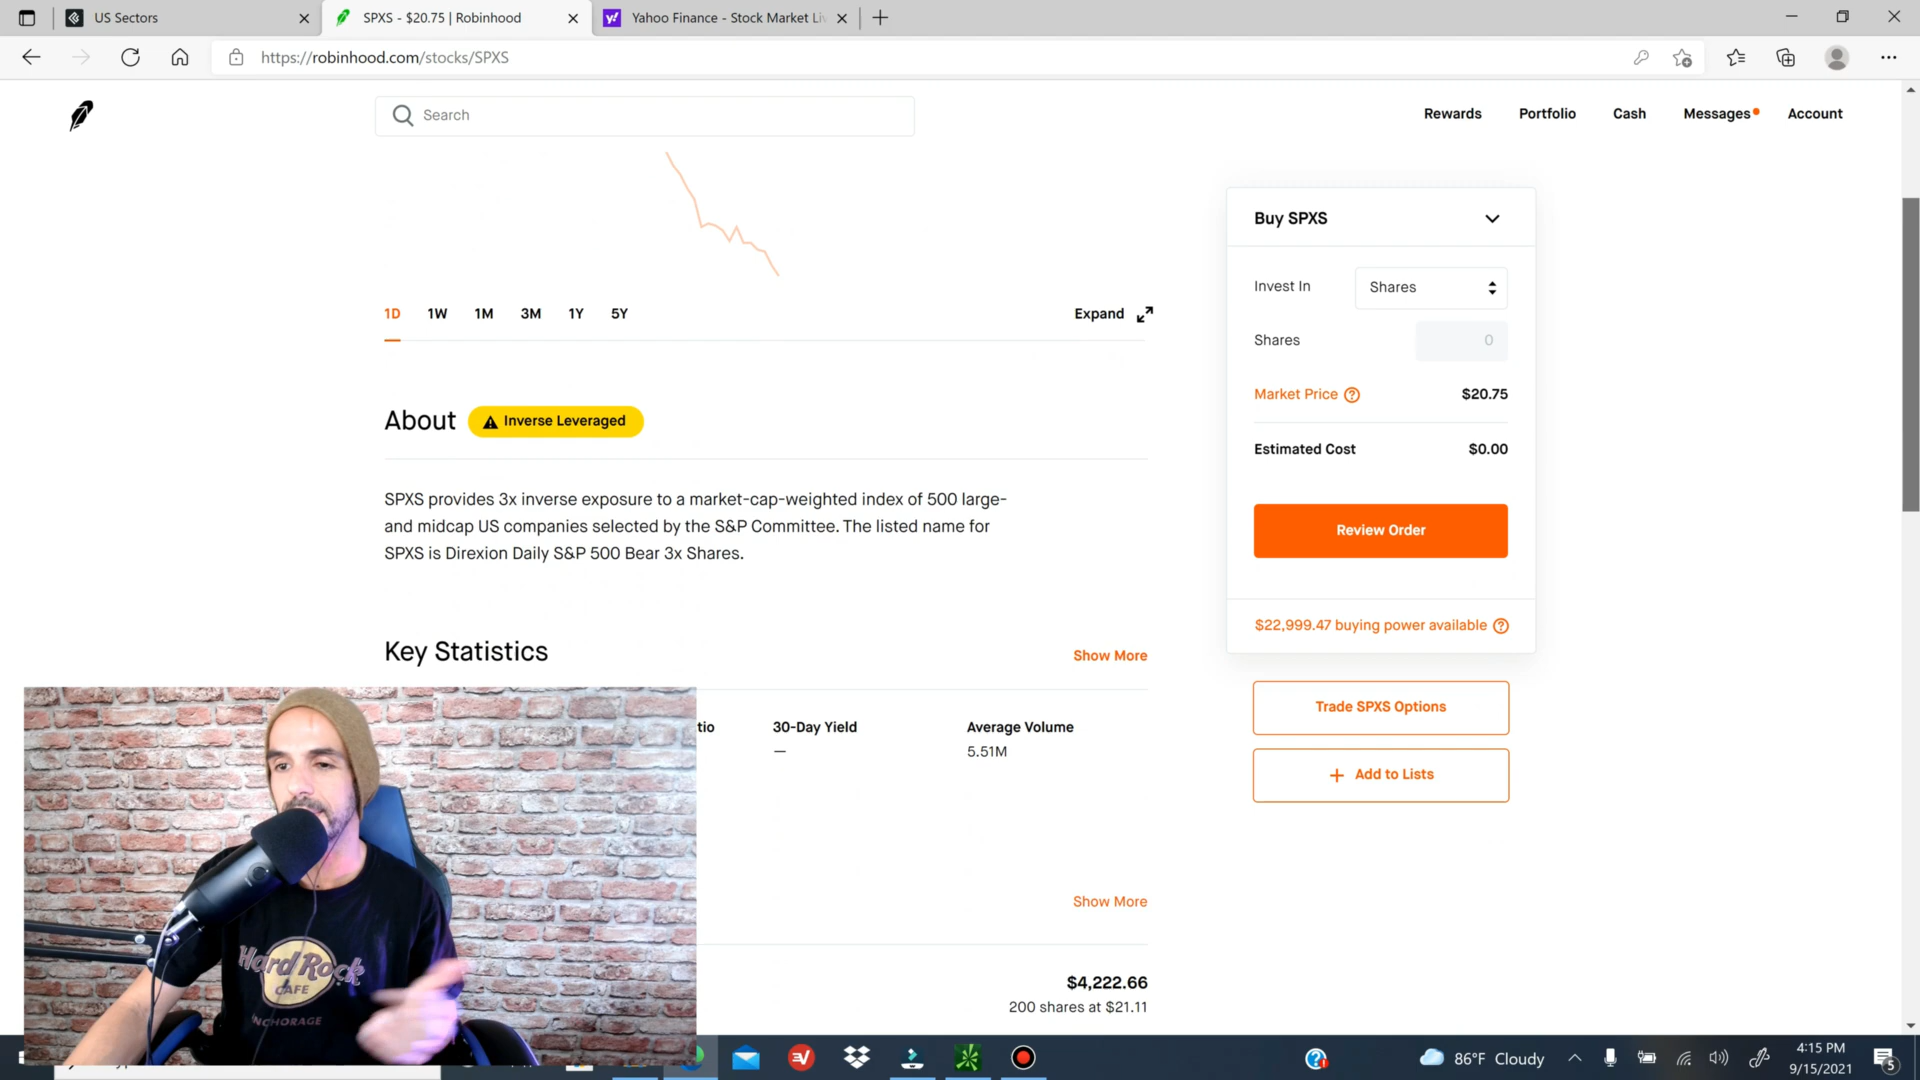 US Sectors
SPXS - $20.75 | Robinhood
Yahoo Finance - Stock Market Liv
https://robinhood.com/stocks/SPXS
Search
Rewards
Portfolio
Cash
Messages
Account
1D
1W
1M
3M
1Y
5Y
Expand
About
Inverse Leveraged
SPXS provides 3x inverse exposure to a market-cap-weighted index of 500 large-
and midcap US companies selected by the S&P Committee. The listed name for
SPXS is Direxion Daily S&P 500 Bear 3x Shares.
Key Statistics
Show More
tio
30-Day Yield
—
Average Volume
5.51M
Show More
$4,222.66
200 shares at $21.11
Buy SPXS
Invest In
Shares
Shares
0
Market Price
$20.75
Estimated Cost
$0.00
Review Order
$22,999.47 buying power available
Trade SPXS Options
+ Add to Lists
Hard Rock
CAFE
NCHORAGE
86°F Cloudy
4:15 PM
9/15/2021
5